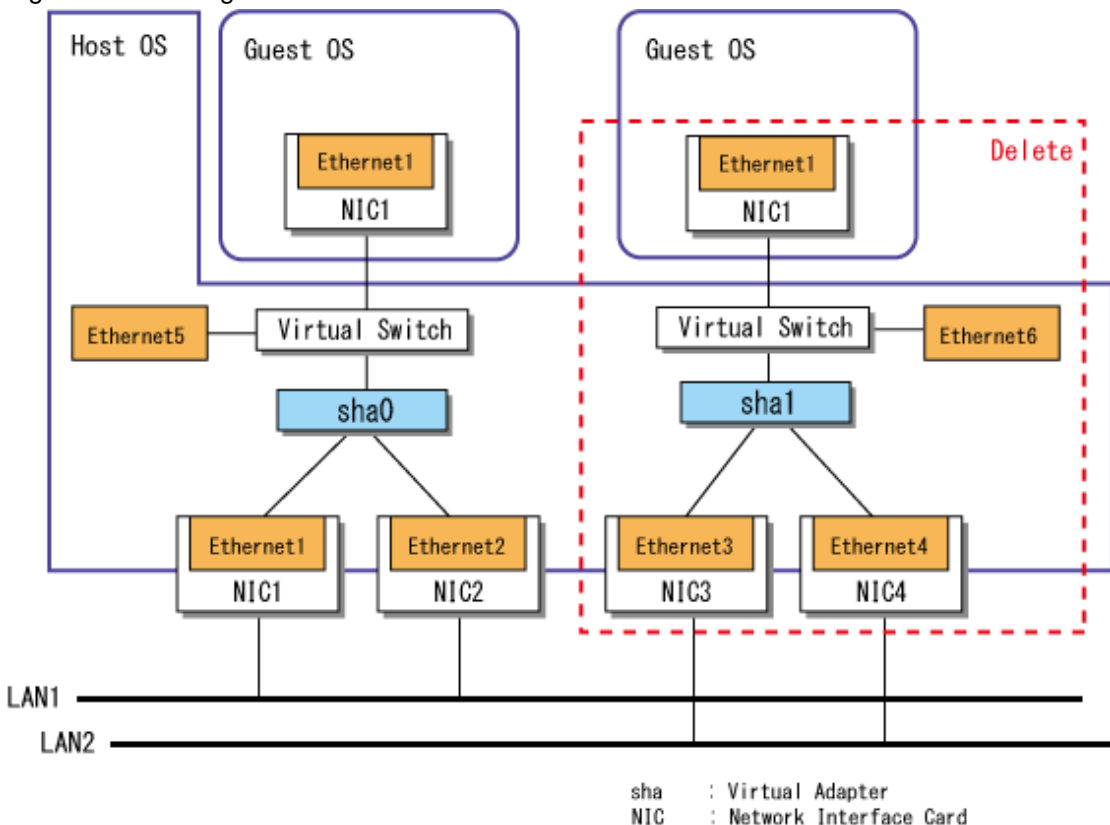 Host OS
Guest OS
Guest OS
Delete
Ethernet1
NIC1
Ethernet1
NIC1
Ethernet5
Virtual Switch
Virtual Switch
Ethernet6
sha0
sha1
Ethernet1
NIC1
Ethernet2
NIC2
Ethernet3
NIC3
Ethernet4
NIC4
LAN1
LAN2
sha : Virtual Adapter
NIC : Network Interface Card